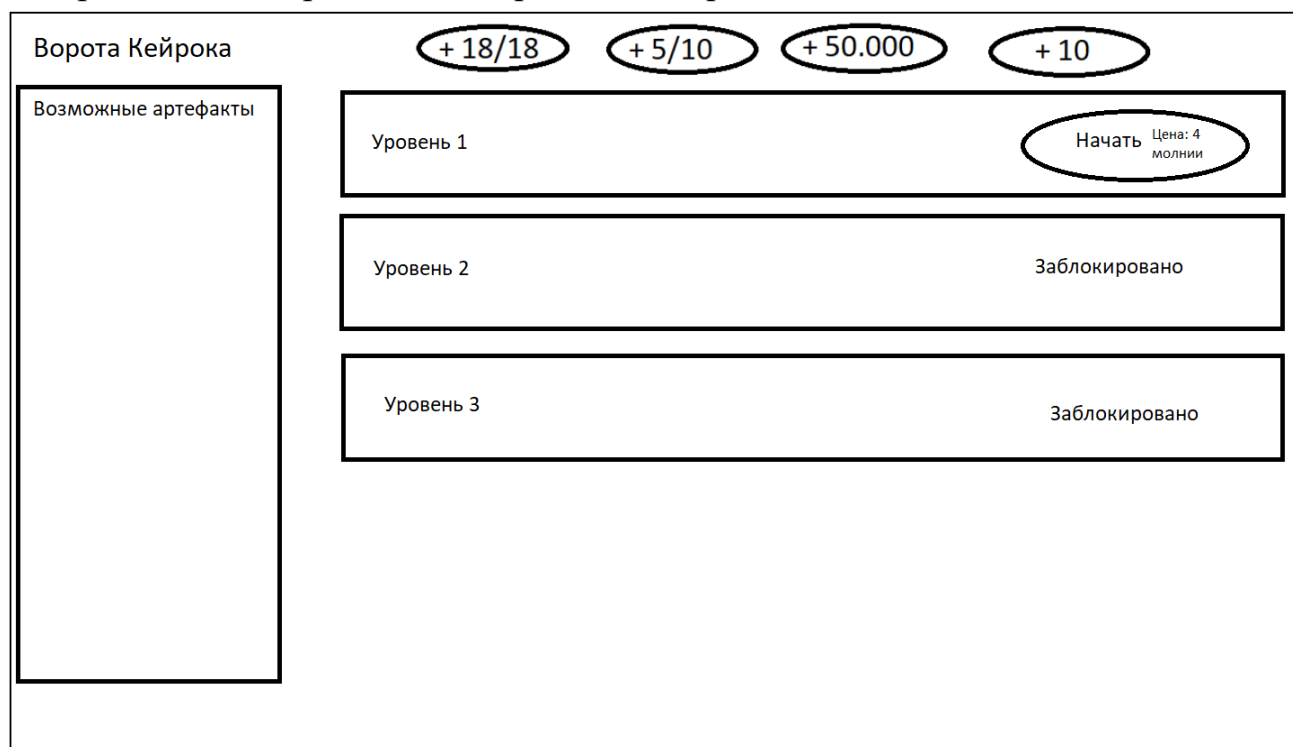 Ворота Кейрока
+ 18/18
+ 5/10
+ 50.000
+ 10
Возможные артефакты
Уровень 1
Начать
Цена: 4
молнии
Уровень 2
Заблокировано
Уровень 3
Заблокировано